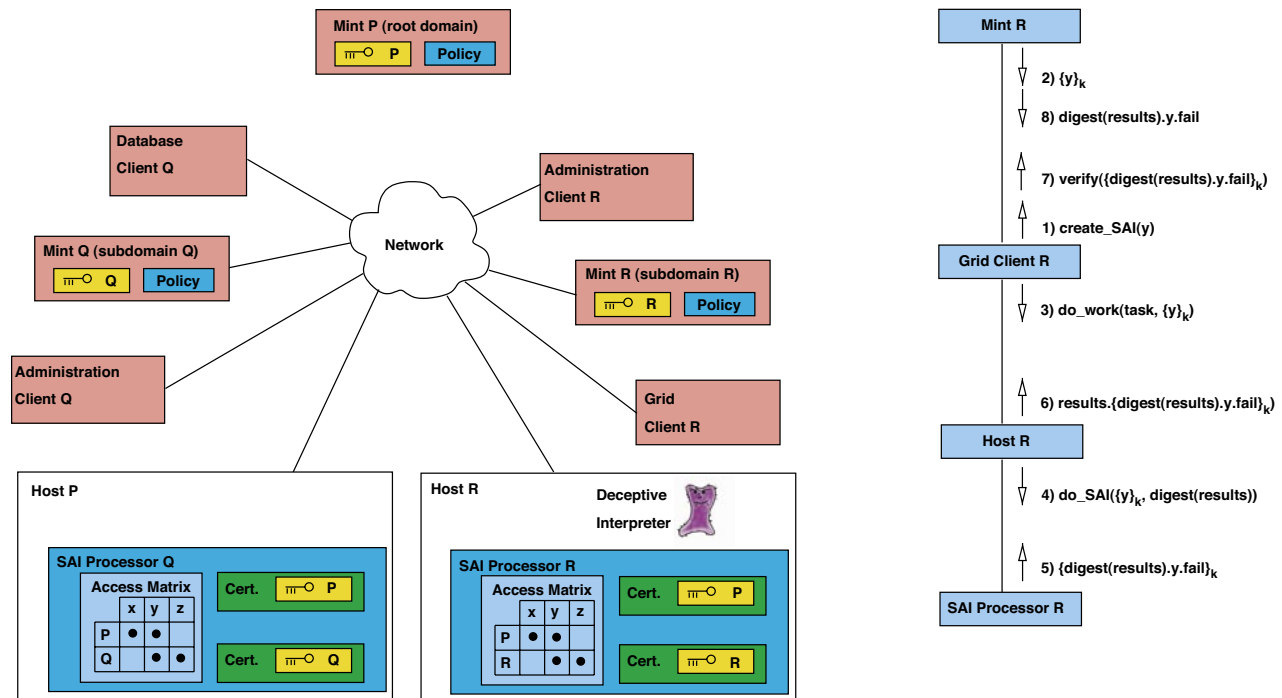 Mint P (root domain)
P
Policy
Database
Client Q
Administration
Client R
Network
Mint Q (subdomain Q)
Q
Policy
Mint R (subdomain R)
R
Policy
Administration
Client Q
Grid
Client R
Host P
SAI Processor Q
Access Matrix
x y z
P
Q
Cert. P
Cert. Q
Host R
Deceptive
Interpreter
SAI Processor R
Access Matrix
x y z
P
R
Cert. P
Cert. R
Mint R
2) {y}k
8) digest(results).y.fail
7) verify({digest(results).y.fail}k)
1) create_SAI(y)
Grid Client R
3) do_work(task, {y}k)
6) results.{digest(results).y.fail}k)
Host R
4) do_SAI({y}k, digest(results))
5) {digest(results).y.fail}k
SAI Processor R